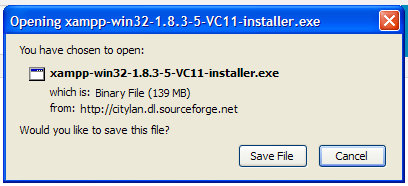 Opening xampp-win32-1.8.3-5-VC11-installer.exe
You have chosen to open:
xampp-win32-1.8.3-5-VC11-installer.exe
which is: Binary File (139 MB)
from: http://citylan.dl.sourceforge.net
Would you like to save this file?
Save File Cancel